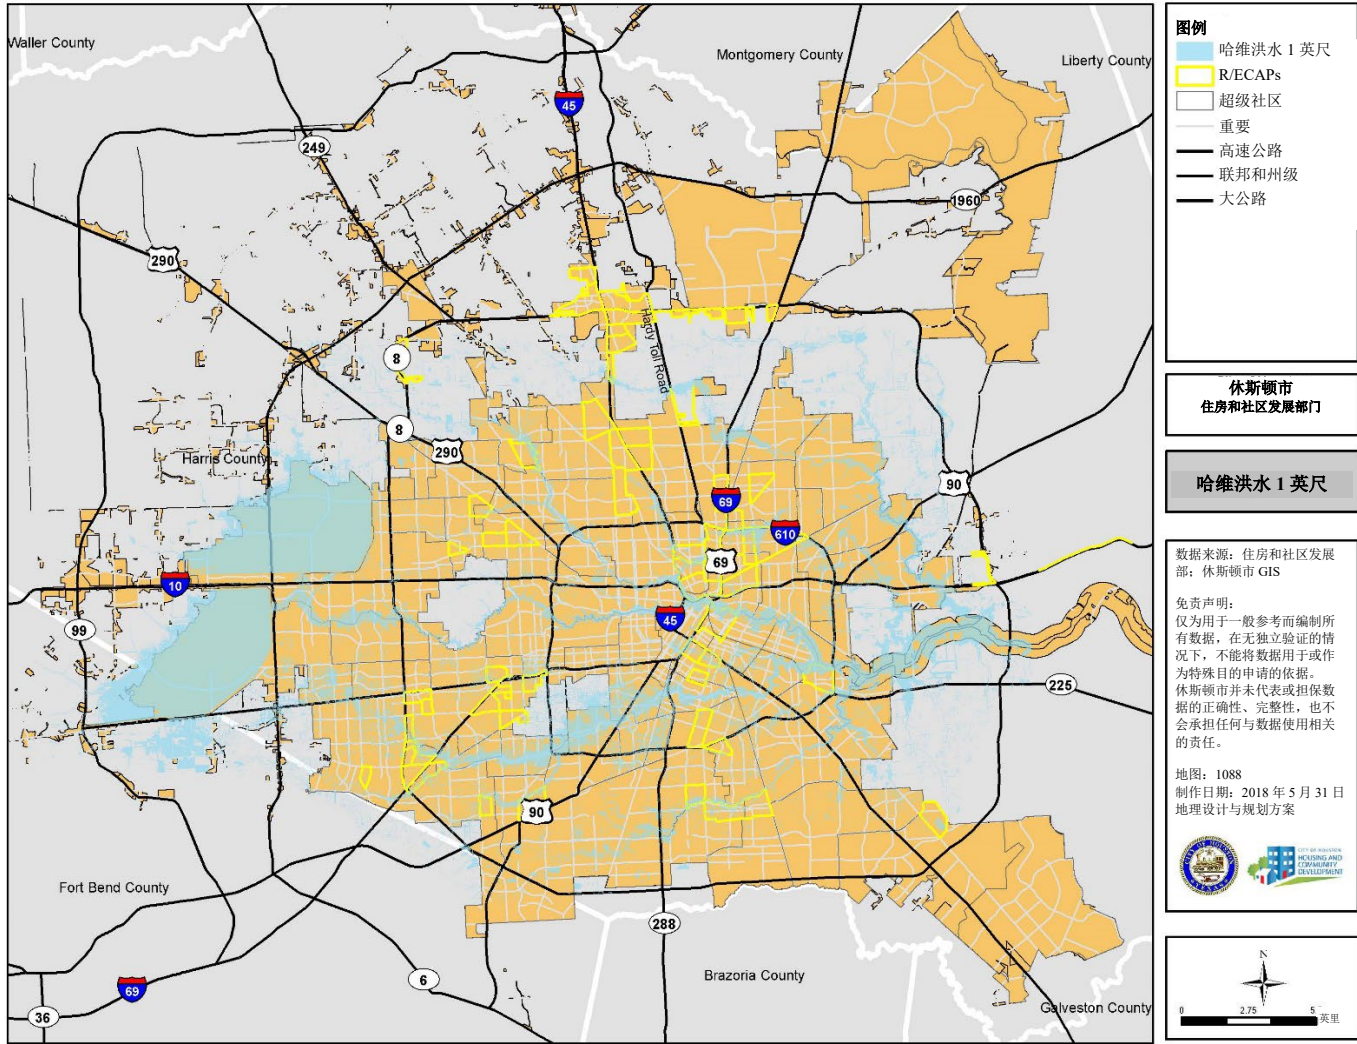 Waller County
Montgomery County
Liberty County
45
249
1960
290
Hardy Toll Road
8
8
290
Harris County
90
69
610
69
10
45
99
225
90
Fort Bend County
288
6
Brazoria County
69
36
Galveston County
图例
哈维洪水 1 英尺
R/ECAPs
超级社区
重要
高速公路
联邦和州级
大公路
休斯顿市
住房和社区发展部门
哈维洪水 1 英尺
数据来源：住房和社区发展
部；休斯顿市 GIS
免责声明：
仅为用于一般参考而编制所
有数据，在无独立验证的情
况下，不能将数据用于或作
为特殊目的申请的依据。
休斯顿市并未代表或担保数
据的正确性、完整性，也不
会承担任何与数据使用相关
的责任。
地图：1088
制作日期：2018 年 5 月 31 日
地理设计与规划方案
CITY OF HOUSTON
TEXAS
CITY OF HOUSTON
HOUSING AND
COMMUNITY
DEVELOPMENT
N
0 2.75 5
英里